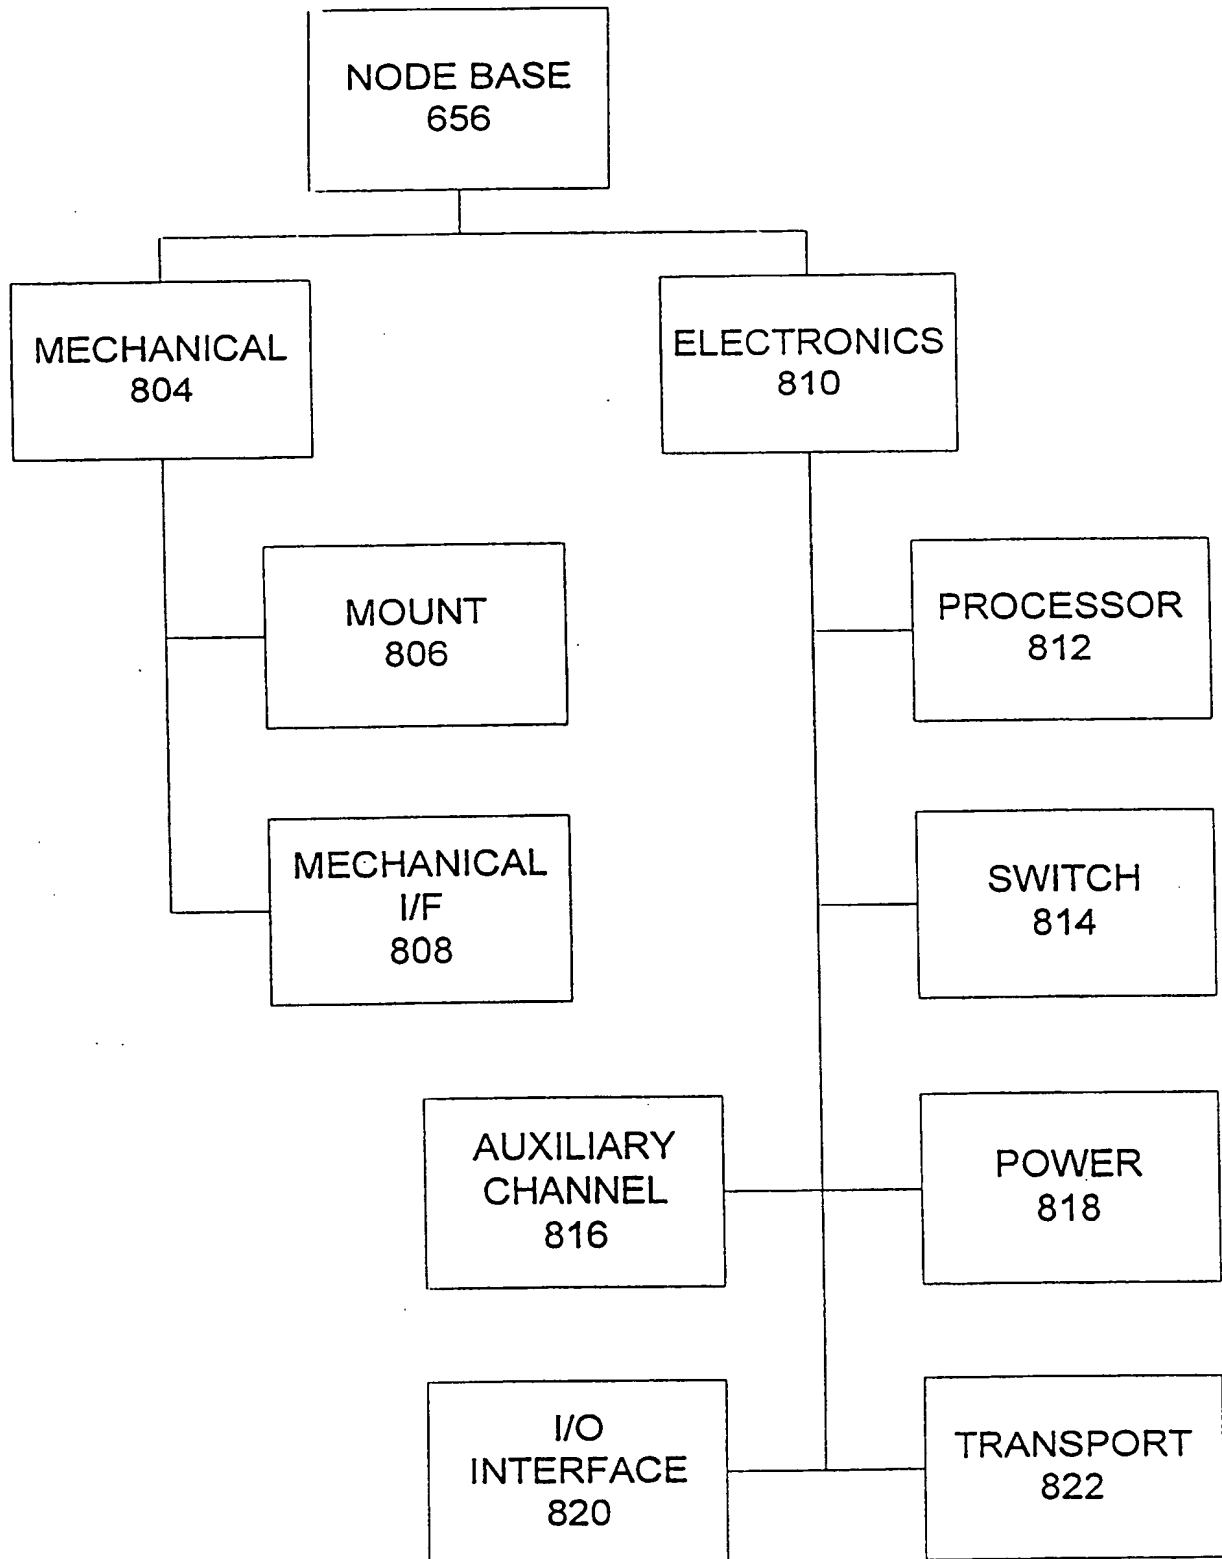 NODE BASE
656
MECHANICAL
804
ELECTRONICS
810
MOUNT
806
PROCESSOR
812
MECHANICAL
I/F
808
SWITCH
814
AUXILIARY
CHANNEL
816
POWER
818
I/O
INTERFACE
820
TRANSPORT
822